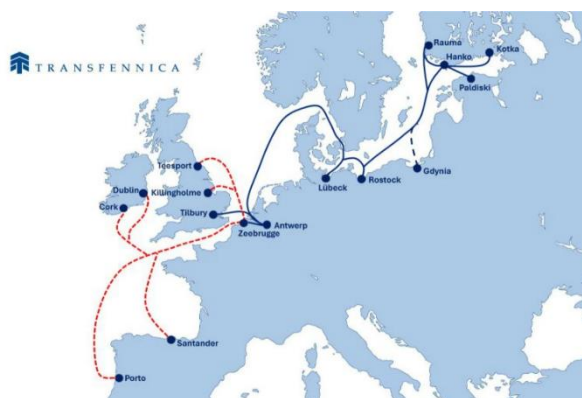 TRANSFENNICA
Rauma
Hanko
Kotka
Paldiski
Teesport
Dublin
Killingholme
Cork
Tilbury
Zeebrugge
Antwerp
Lübeck
Rostock
Gdynia
Santander
Porto